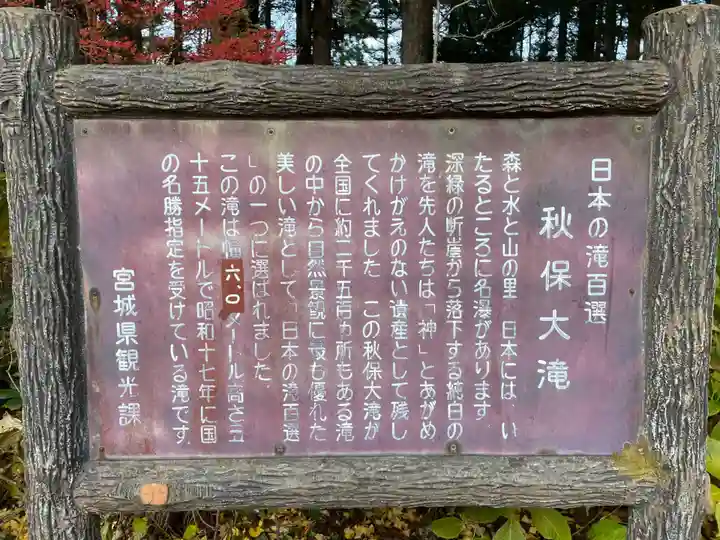 日本の滝百選
秋保大滝
森と水と山の里 日本には い
たるところに名瀑があります
深緑の断崖から落下する純白の
滝を先人たちは「神」とあがめ
かけがえのない遺産として残し
てくれました この秋保大滝が
全国に約二千五百ヵ所もある滝
の中から自然景観に最も優れた
美しい滝として「日本の滝百選
」の一つに選ばれました.
この滝は幅六.〇メートル高さ五
十五メートルで昭和十七年に国
の名勝指定を受けている滝です.
宮城県観光課